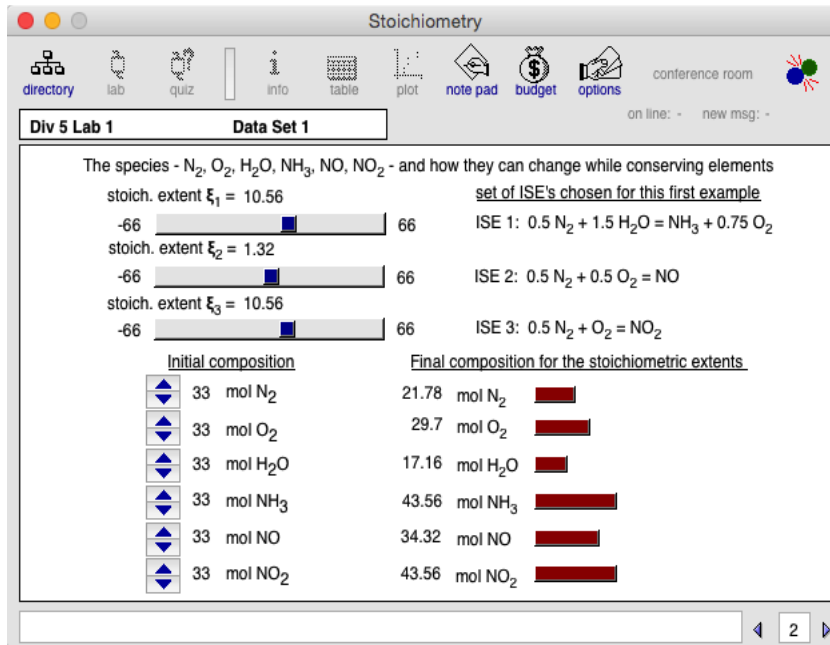 Stoichiometry
directory lab quiz info table plot note pad budget options conference room
on line: - new msg: -
Div 5 Lab 1 Data Set 1
The species - N₂, O₂, H₂O, NH₃, NO, NO₂ - and how they can change while conserving elements
stoich. extent ξ₁ = 10.56 set of ISE's chosen for this first example
-66 66 ISE 1: 0.5 N₂ + 1.5 H₂O = NH₃ + 0.75 O₂
stoich. extent ξ₂ = 1.32
-66 66 ISE 2: 0.5 N₂ + 0.5 O₂ = NO
stoich. extent ξ₃ = 10.56
-66 66 ISE 3: 0.5 N₂ + O₂ = NO₂
Initial composition Final composition for the stoichiometric extents
33 mol N₂ 21.78 mol N₂
33 mol O₂ 29.7 mol O₂
33 mol H₂O 17.16 mol H₂O
33 mol NH₃ 43.56 mol NH₃
33 mol NO 34.32 mol NO
33 mol NO₂ 43.56 mol NO₂
2